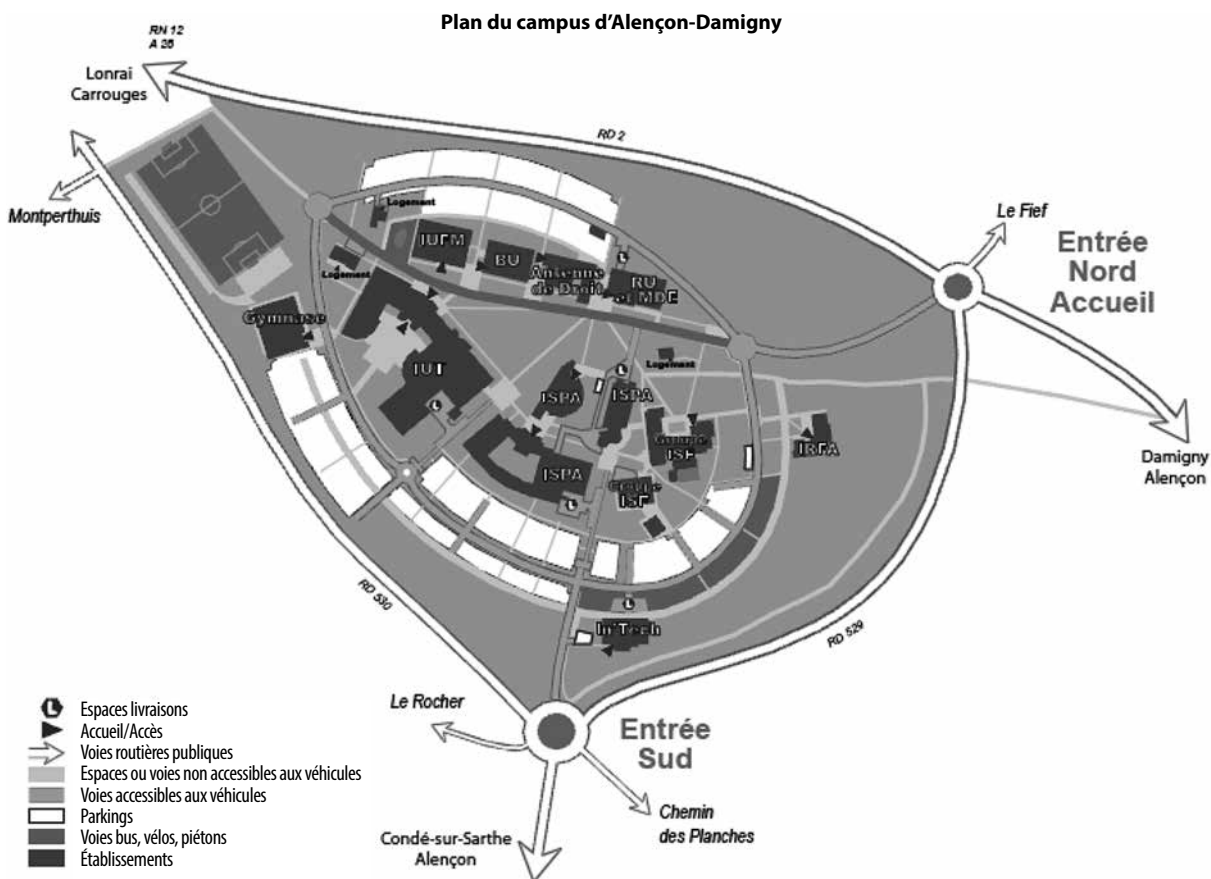 Plan du campus d'Alençon-Damigny
RN 12
A 28
Lonrai
Carrouges
RD 2
Montperthuis
Le Fief
Entrée
Nord
Accueil
Logement
IUFM
BU
Antenne
de Droit
RU
et MDE
Logement
Gymnase
IUT
Logement
ISPA
ISPA
Groupe
ISF
IRFA
ISPA
Groupe
ISF
Damigny
Alençon
RD 530
In'Tech
RD 529
Le Rocher
Entrée
Sud
Chemin
des Planches
Condé-sur-Sarthe
Alençon
L Espaces livraisons
Accueil/Accès
Voies routières publiques
Espaces ou voies non accessibles aux véhicules
Voies accessibles aux véhicules
Parkings
Voies bus, vélos, piétons
Établissements